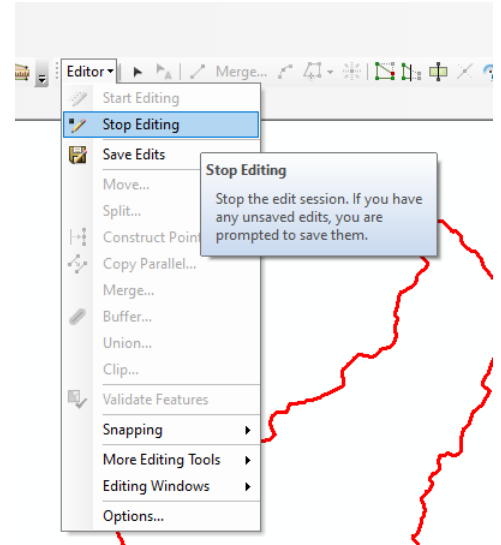 Editor
Merge...
Start Editing
Stop Editing
Save Edits
Stop Editing
Stop the edit session. If you have
any unsaved edits, you are
prompted to save them.
Move...
Split...
Construct Point
Copy Parallel...
Merge...
Buffer...
Union...
Clip...
Validate Features
Snapping
More Editing Tools
Editing Windows
Options...